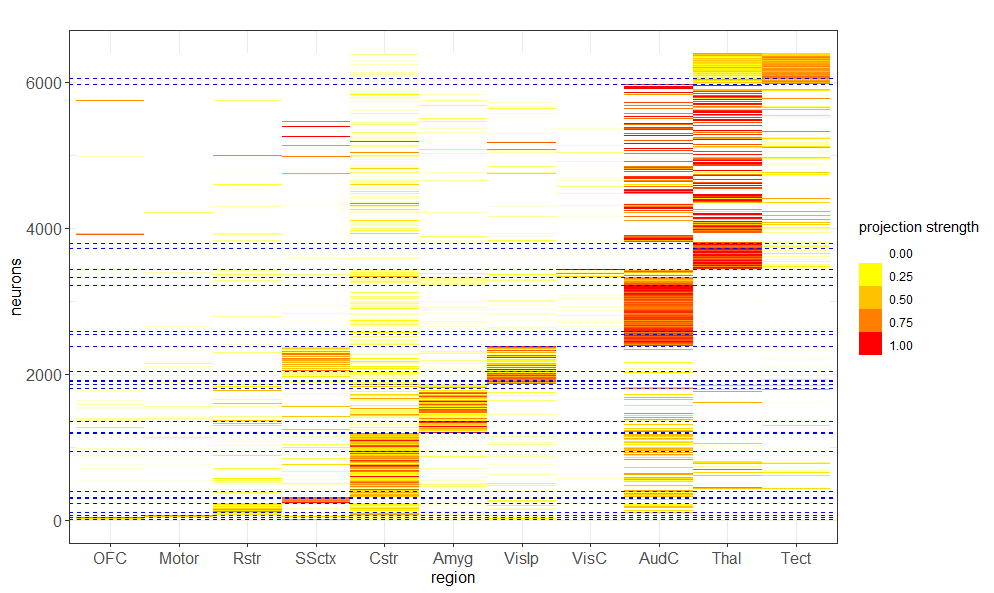 6000
4000
2000
0
neurons
OFC Motor Rstr SSctx Cstr Amyg VisIp VisC AudC Thal Tect
region
projection strength
0.00
0.25
0.50
0.75
1.00